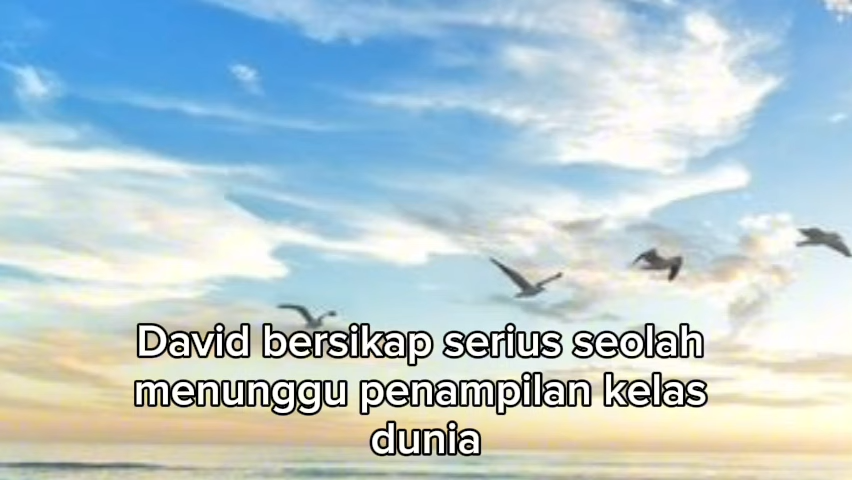 David bersikap serius seolah
menunggu penampilan kelas
dunia